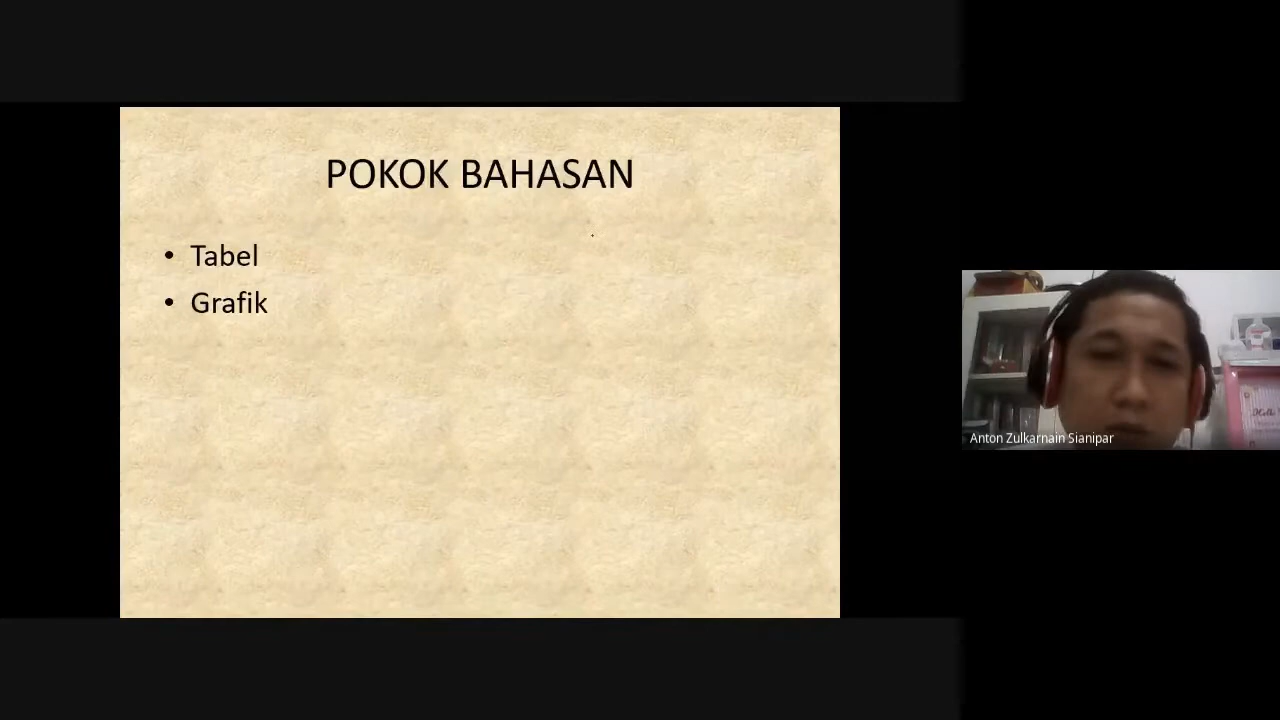 POKOK BAHASAN
• Tabel
• Grafik
Anton Zulkarnain Sianipar